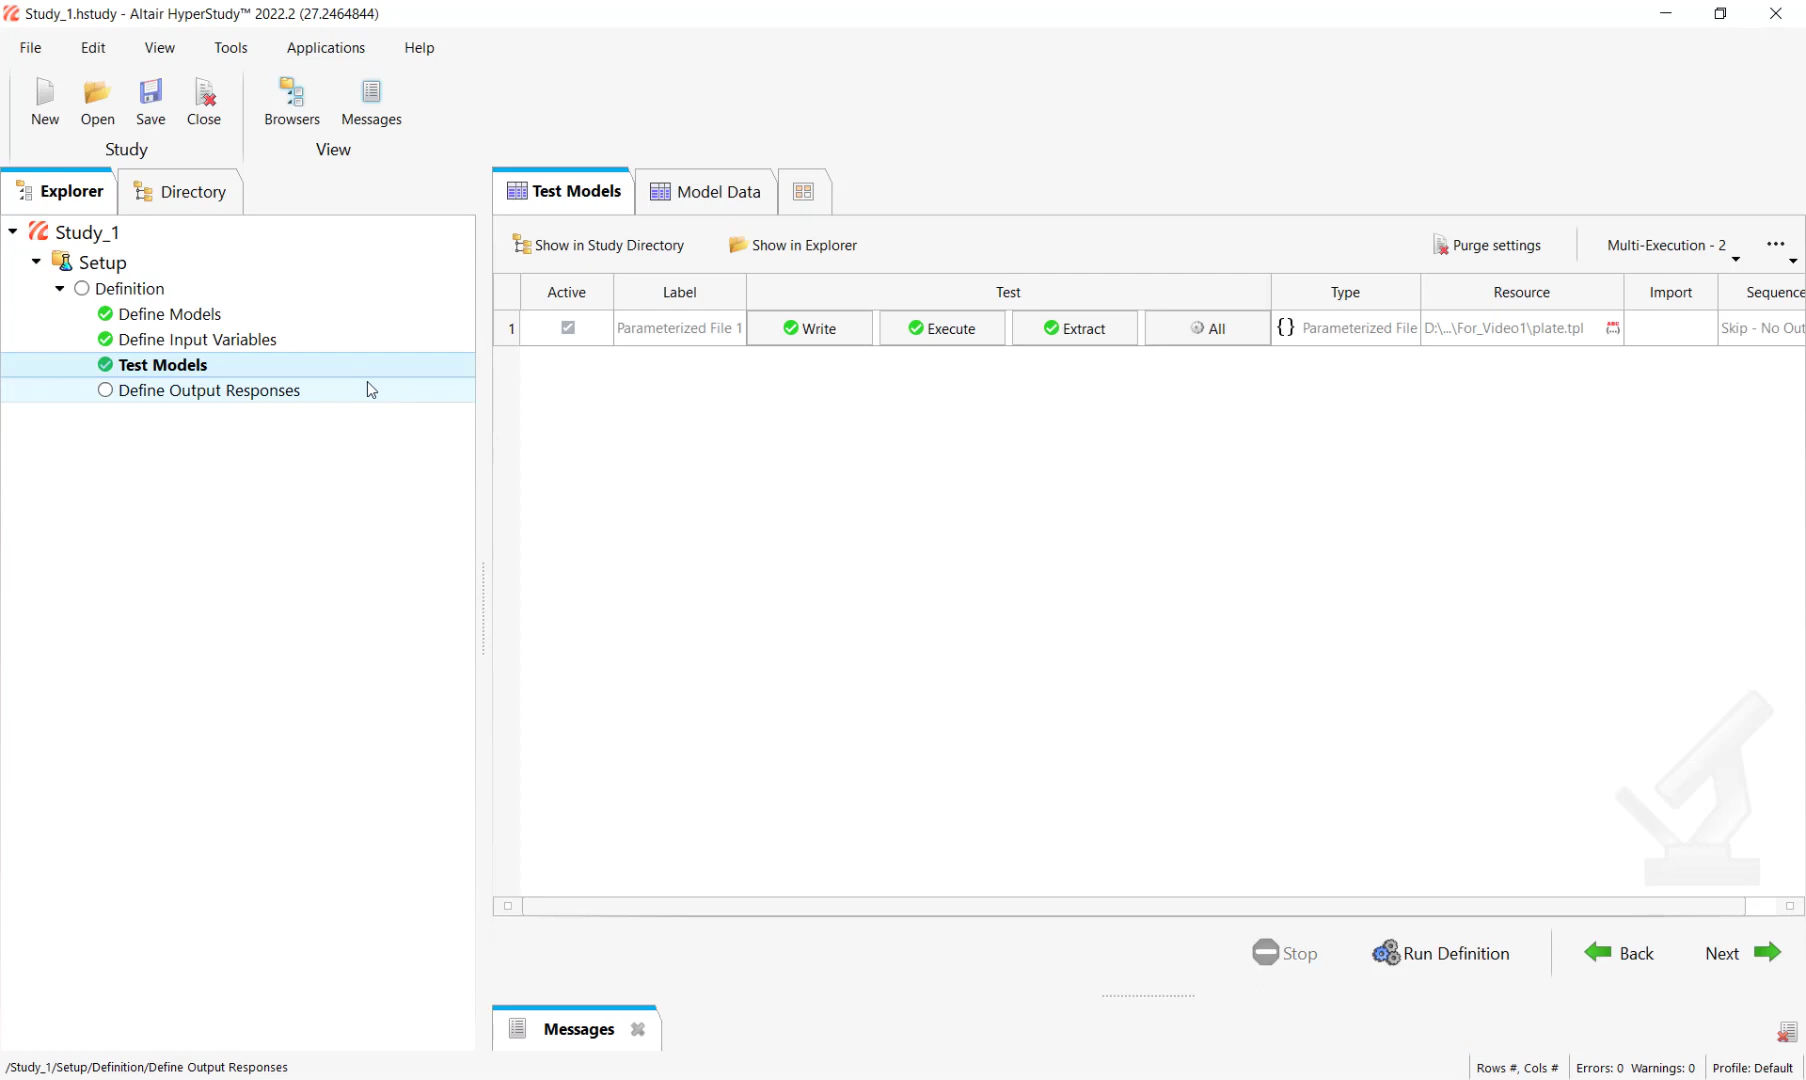 Study_1.hstudy - Altair HyperStudy™ 2022.2 (27.2464844)
File Edit View Tools Applications Help
New Open Save Close Browsers Messages
Study View
Explorer Directory Test Models Model Data
Study_1
Setup
Definition
Define Models
Define Input Variables
Test Models
Define Output Responses
Show in Study Directory Show in Explorer Purge settings Multi-Execution - 2 ...
Active Label Test Type Resource Import Sequence
1 Parameterized File 1 Write Execute Extract All {} Parameterized File D:\...\For_Video1\plate.tpl Skip - No Out
Stop Run Definition Back Next
Messages
/Study_1/Setup/Definition/Define Output Responses Rows #, Cols # Errors: 0 Warnings: 0 Profile: Default